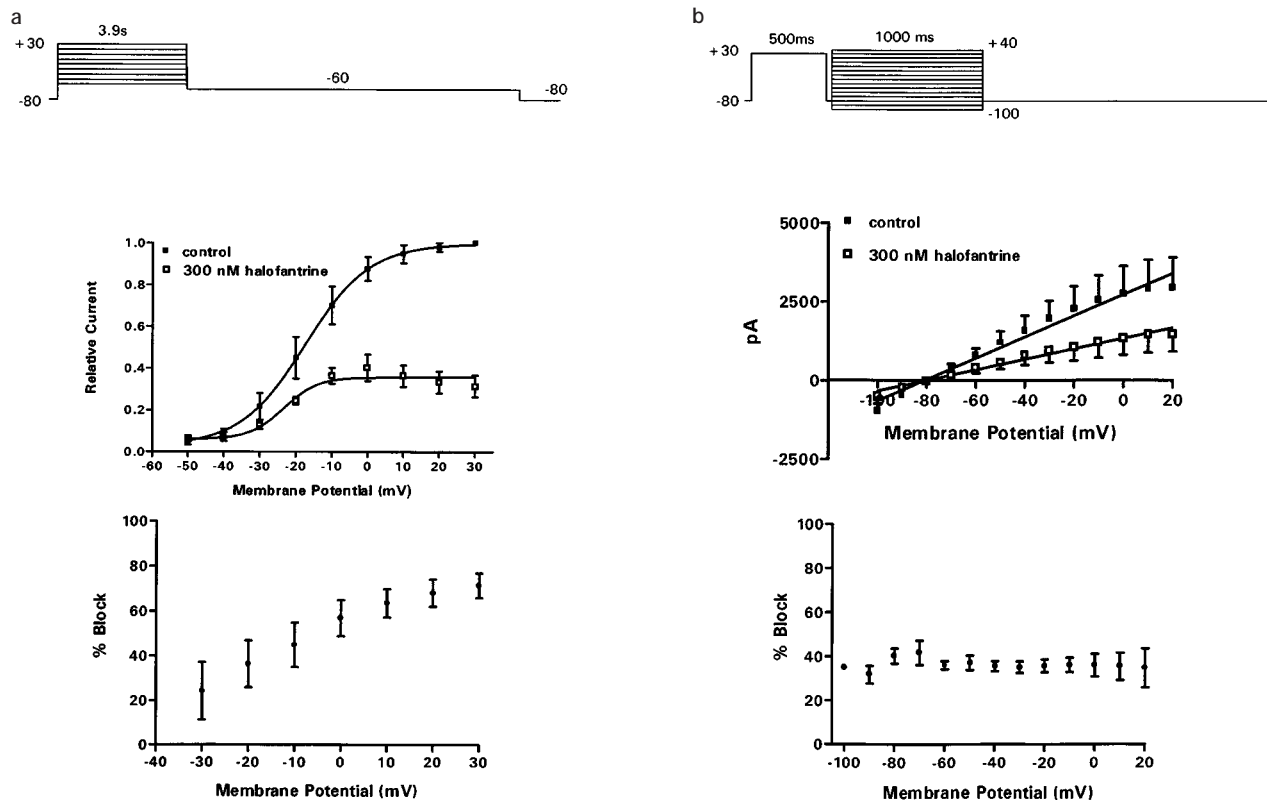 a
3.9s
+30
-60
-80
-80
control
300 nM halofantrine
Relative Current
1.0
0.8
0.6
0.4
0.2
0.0
-60 -50 -40 -30 -20 -10 0 10 20 30
Membrane Potential (mV)
% Block
100
80
60
40
20
0
-40 -30 -20 -10 0 10 20 30
Membrane Potential (mV)
b
500ms
1000 ms
+30
+40
-80
-100
control
300 nM halofantrine
pA
5000
2500
0
-2500
-100 -80 -60 -40 -20 0 20
Membrane Potential (mV)
% Block
100
80
60
40
20
0
-100 -80 -60 -40 -20 0 20
Membrane Potential (mV)